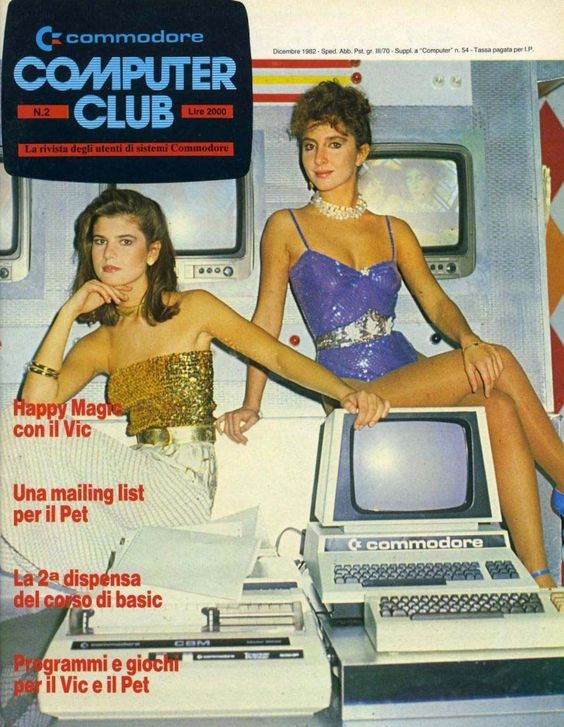 commodore
COMPUTER
CLUB
N.2
Lire 2000
La rivista degli utenti di sistemi Commodore
Dicembre 1982 - Sped. Abb. Pst. gr. III/70 - Suppl. a "Computer" n. 54 - Tassa pagata per I.P.
Happy Magic
con il Vic
Una mailing list
per il Pet
La 2ª dispensa
del corso di basic
Programmi e giochi
per il Vic e il Pet
commodore
commodore
CBM
commodore